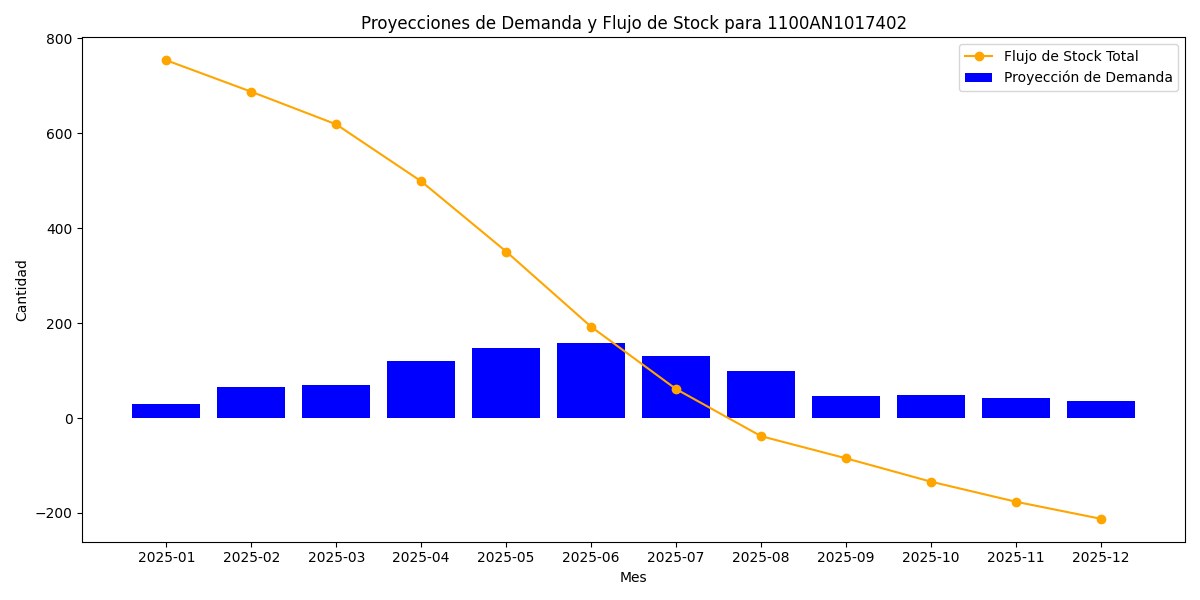 Proyecciones de Demanda y Flujo de Stock para 1100AN1017402
Flujo de Stock Total
Proyección de Demanda
Cantidad
800
600
400
200
0
−200
2025-01 2025-02 2025-03 2025-04 2025-05 2025-06 2025-07 2025-08 2025-09 2025-10 2025-11 2025-12
Mes